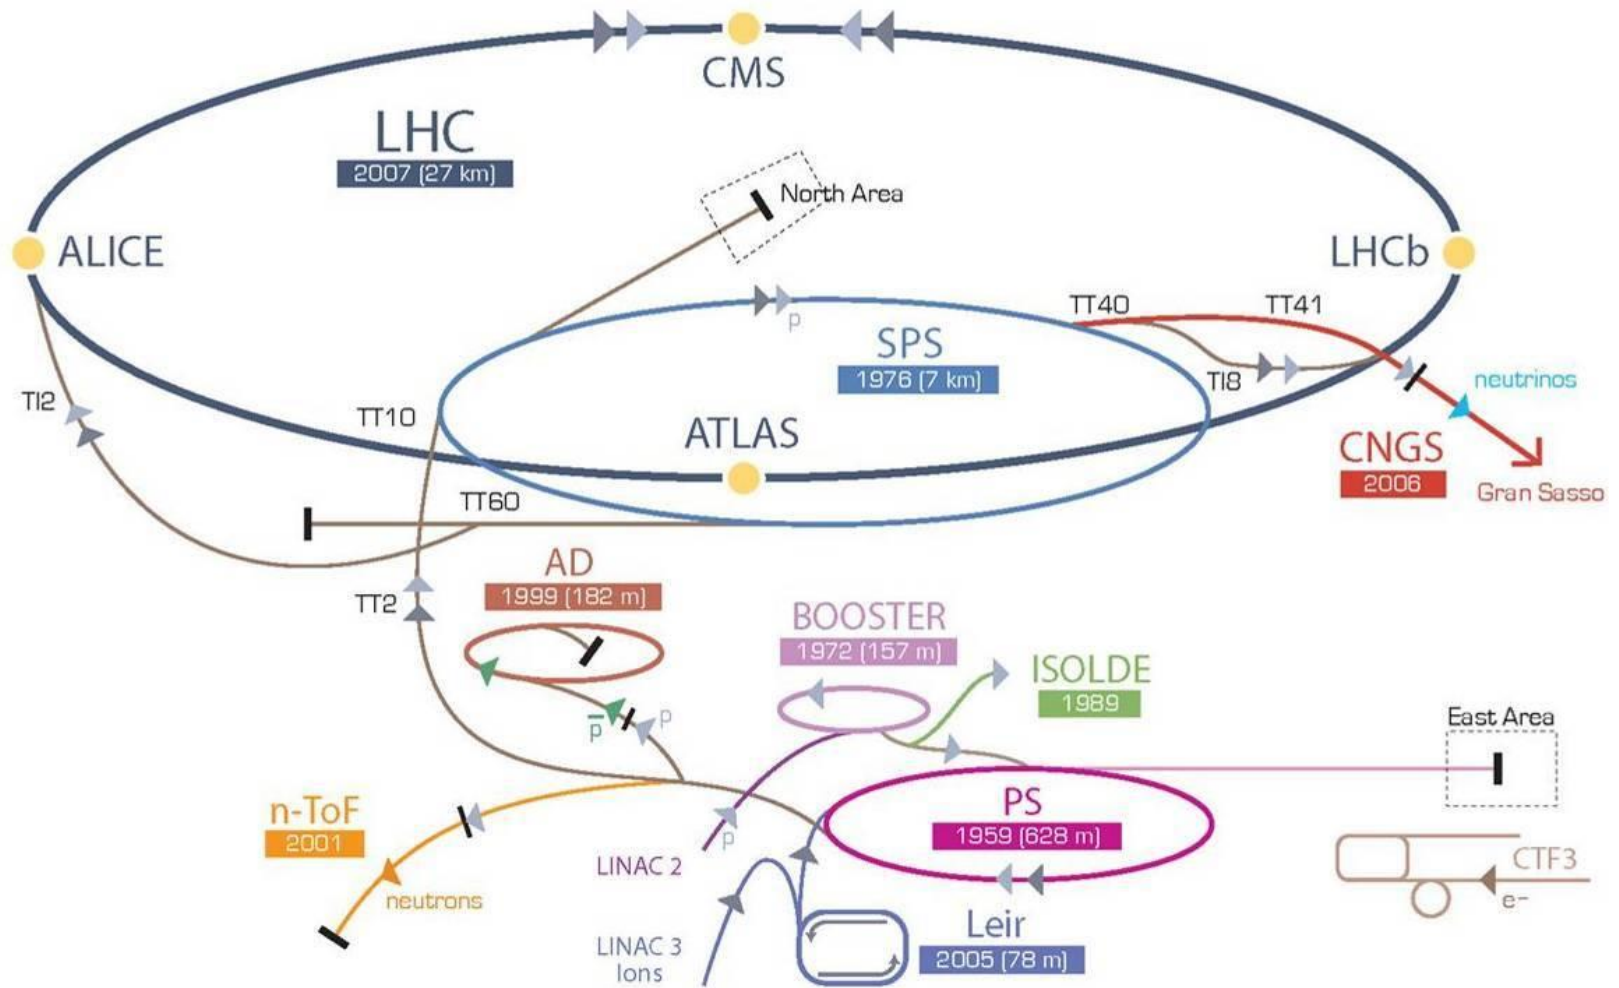 CMS
LHC
2007 (27 km)
North Area
ALICE
LHCb
TT40
TT41
p
SPS
1976 (7 km)
TI8
neutrinos
TI2
TT10
ATLAS
CNGS
2006
Gran Sasso
TT60
AD
1999 (182 m)
TT2
BOOSTER
1972 (157 m)
ISOLDE
1989
p
p̅
East Area
n-ToF
2001
PS
1959 (628 m)
p
LINAC 2
CTF3
neutrons
e-
LINAC 3
Ions
Leir
2005 (78 m)